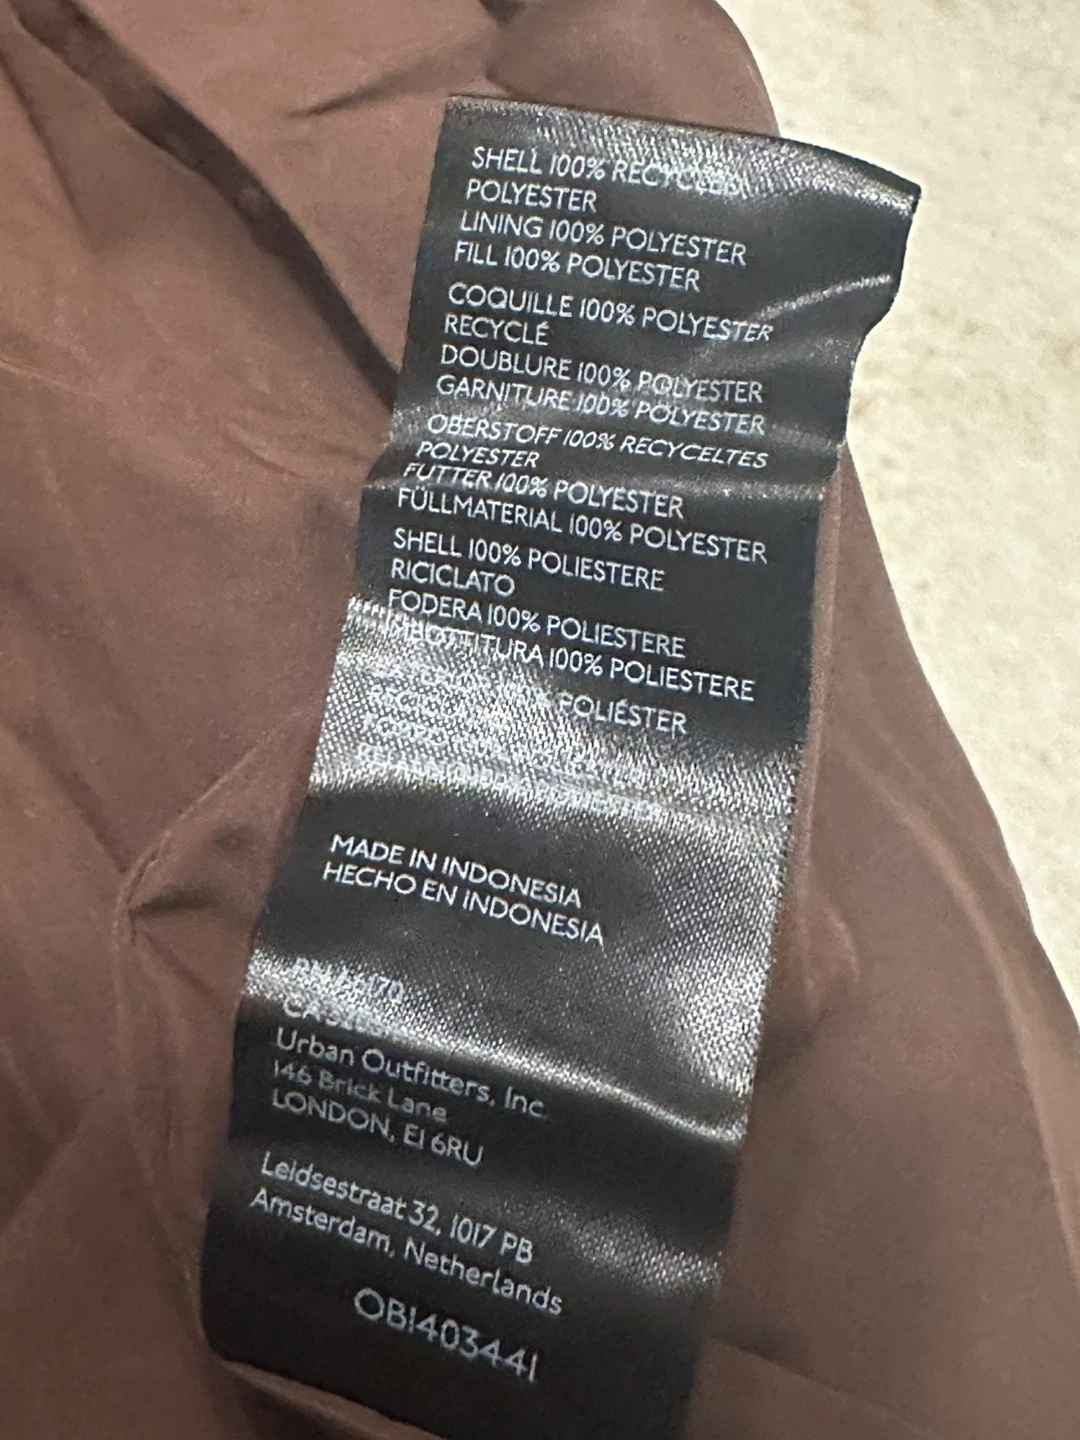 SHELL 100% RECYCLED
POLYESTER
LINING 100% POLYESTER
FILL 100% POLYESTER
COQUILLE 100% POLYESTER
RECYCLÉ
DOUBLURE 100% POLYESTER
GARNITURE 100% POLYESTER
OBERSTOFF 100% RECYCELTES
POLYESTER
FUTTER 100% POLYESTER
FÜLLMATERIAL 100% POLYESTER
SHELL 100% POLIESTERE
RICICLATO
FODERA 100% POLIESTERE
100% POLIESTERE
POLIÉSTER
MADE IN INDONESIA
HECHO EN INDONESIA
Urban Outfitters, Inc.
146 Brick Lane
LONDON, E1 6RU
Leidsestraat 32, 1017 PB
Amsterdam, Netherlands
OB1403441